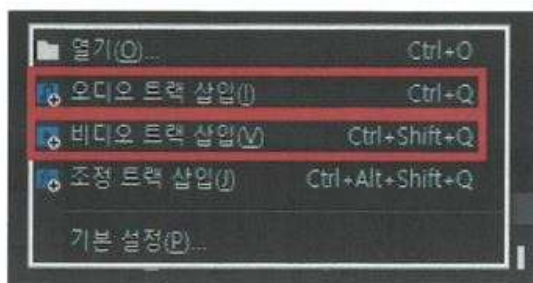 열기(O)... Ctrl+O
오디오 트랙 삽입(I) Ctrl+Q
비디오 트랙 삽입(V) Ctrl+Shift+Q
조정 트랙 삽입(J) Ctrl+Alt+Shift+Q
기본 설정(P)...